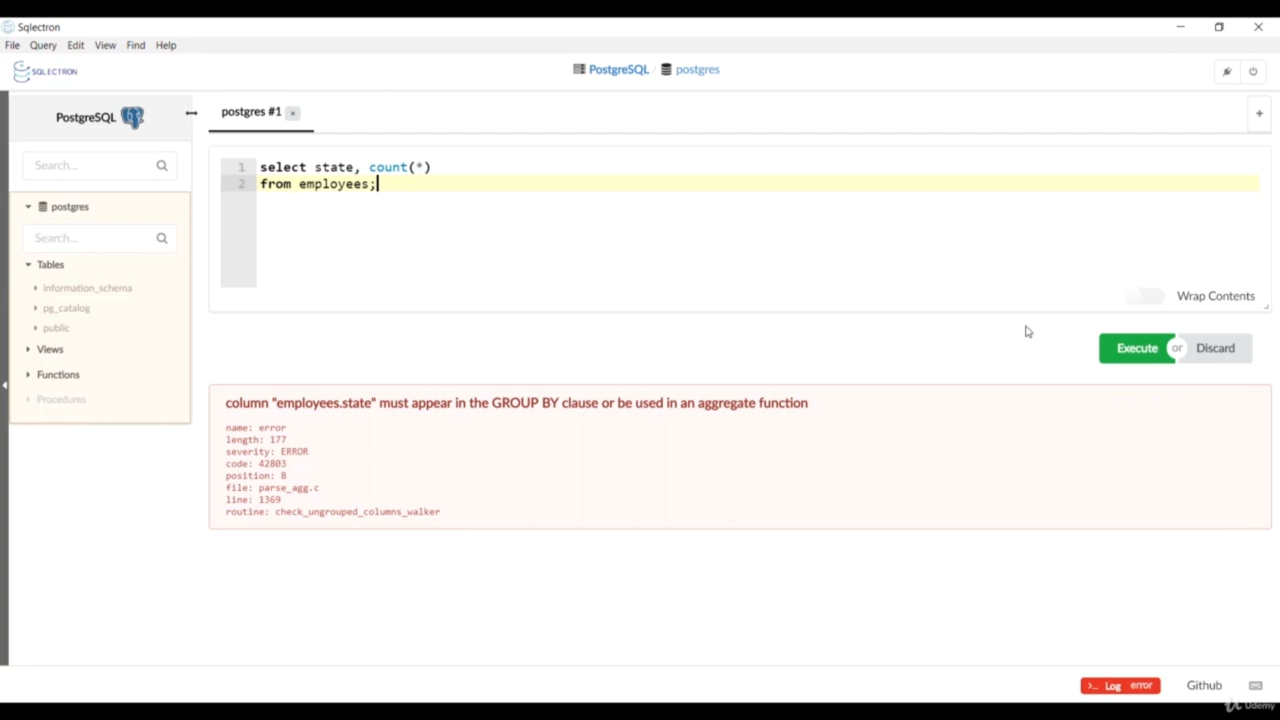 Sqlectron
File Query Edit View Find Help
SQLECTRON
PostgreSQL / postgres
PostgreSQL
postgres #1 ×
+
Search...
postgres
Search...
Tables
information_schema
pg_catalog
public
Views
Functions
Procedures
1 select state, count(*)
2 from employees;
Wrap Contents
Execute or Discard
column "employees.state" must appear in the GROUP BY clause or be used in an aggregate function
name: error
length: 177
severity: ERROR
code: 42803
position: 8
file: parse_agg.c
line: 1369
routine: check_ungrouped_columns_walker
>_ Log error Github
Udemy